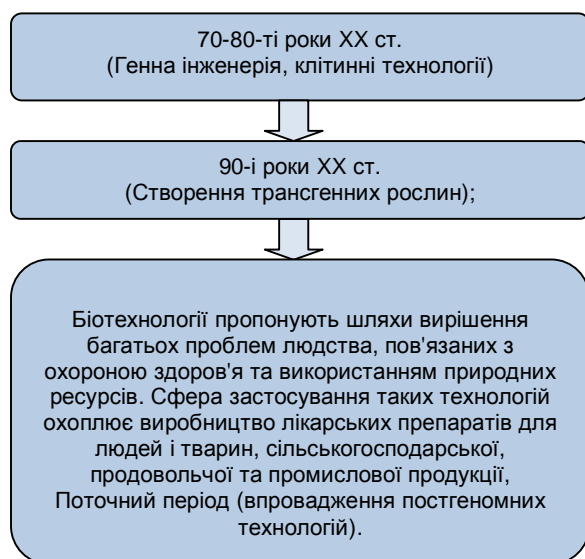 70-80-ті роки XX ст.
(Генна інженерія, клітинні технології)
90-і роки XX ст.
(Створення трансгенних рослин);
Біотехнології пропонують шляхи вирішення
багатьох проблем людства, пов'язаних з
охороною здоров'я та використанням природних
ресурсів. Сфера застосування таких технологій
охоплює виробництво лікарських препаратів для
людей і тварин, сільськогосподарської,
продовольчої та промислової продукції,
Поточний період (впровадження постгеномних
технологій).